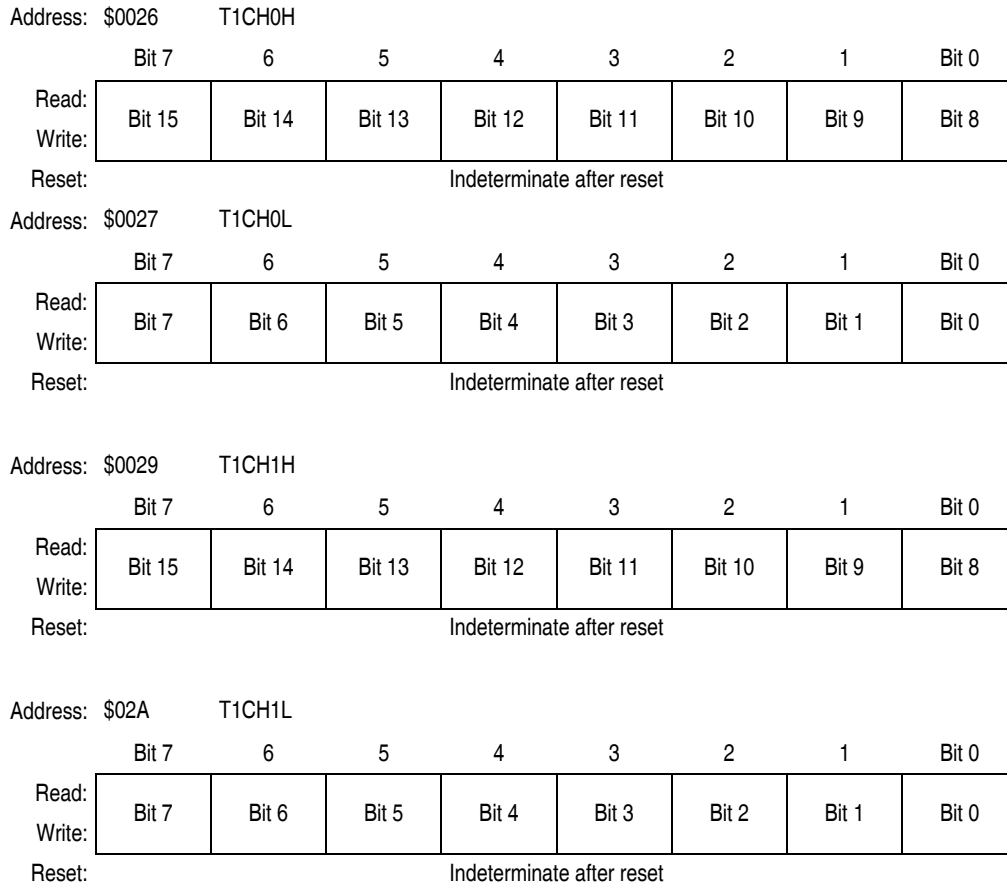 Address: $0026 T1CH0H
Bit 7 6 5 4 3 2 1 Bit 0
Read:
Bit 15 Bit 14 Bit 13 Bit 12 Bit 11 Bit 10 Bit 9 Bit 8
Write:
Reset: Indeterminate after reset
Address: $0027 T1CH0L
Bit 7 6 5 4 3 2 1 Bit 0
Read:
Bit 7 Bit 6 Bit 5 Bit 4 Bit 3 Bit 2 Bit 1 Bit 0
Write:
Reset: Indeterminate after reset
Address: $0029 T1CH1H
Bit 7 6 5 4 3 2 1 Bit 0
Read:
Bit 15 Bit 14 Bit 13 Bit 12 Bit 11 Bit 10 Bit 9 Bit 8
Write:
Reset: Indeterminate after reset
Address: $02A T1CH1L
Bit 7 6 5 4 3 2 1 Bit 0
Read:
Bit 7 Bit 6 Bit 5 Bit 4 Bit 3 Bit 2 Bit 1 Bit 0
Write:
Reset: Indeterminate after reset